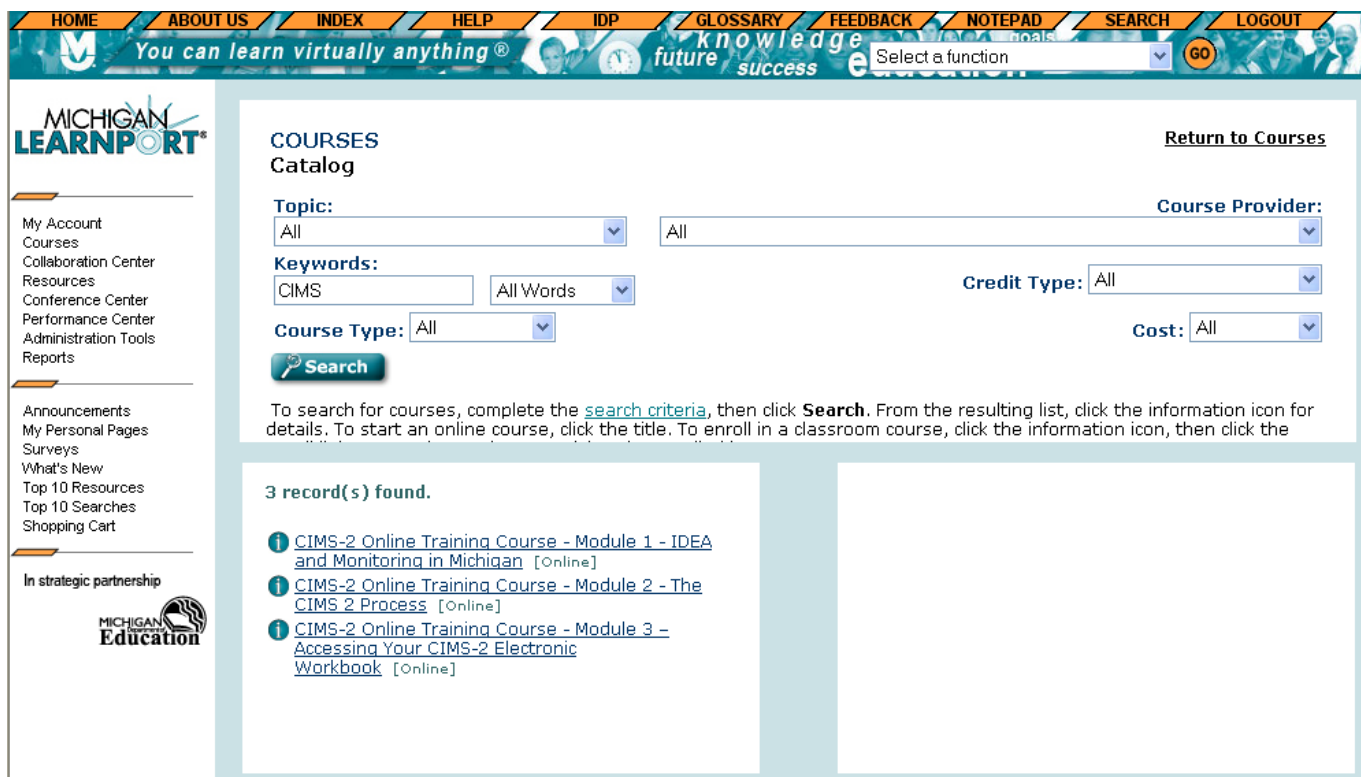 HOME ABOUT US INDEX HELP IDP GLOSSARY FEEDBACK NOTEPAD SEARCH LOGOUT
You can learn virtually anything ®
knowledge
goals
future
success
education
Select a function
GO
MICHIGAN
LEARNPORT®
My Account
Courses
Collaboration Center
Resources
Conference Center
Performance Center
Administration Tools
Reports
Announcements
My Personal Pages
Surveys
What's New
Top 10 Resources
Top 10 Searches
Shopping Cart
In strategic partnership
MICHIGAN
Education
COURSES
Return to Courses
Catalog
Topic: Course Provider:
All All
Keywords:
CIMS All Words Credit Type: All
Course Type: All Cost: All
Search
To search for courses, complete the search criteria, then click Search. From the resulting list, click the information icon for
details. To start an online course, click the title. To enroll in a classroom course, click the information icon, then click the
3 record(s) found.
CIMS-2 Online Training Course - Module 1 - IDEA
and Monitoring in Michigan [Online]
CIMS-2 Online Training Course - Module 2 - The
CIMS 2 Process [Online]
CIMS-2 Online Training Course - Module 3 –
Accessing Your CIMS-2 Electronic
Workbook [Online]